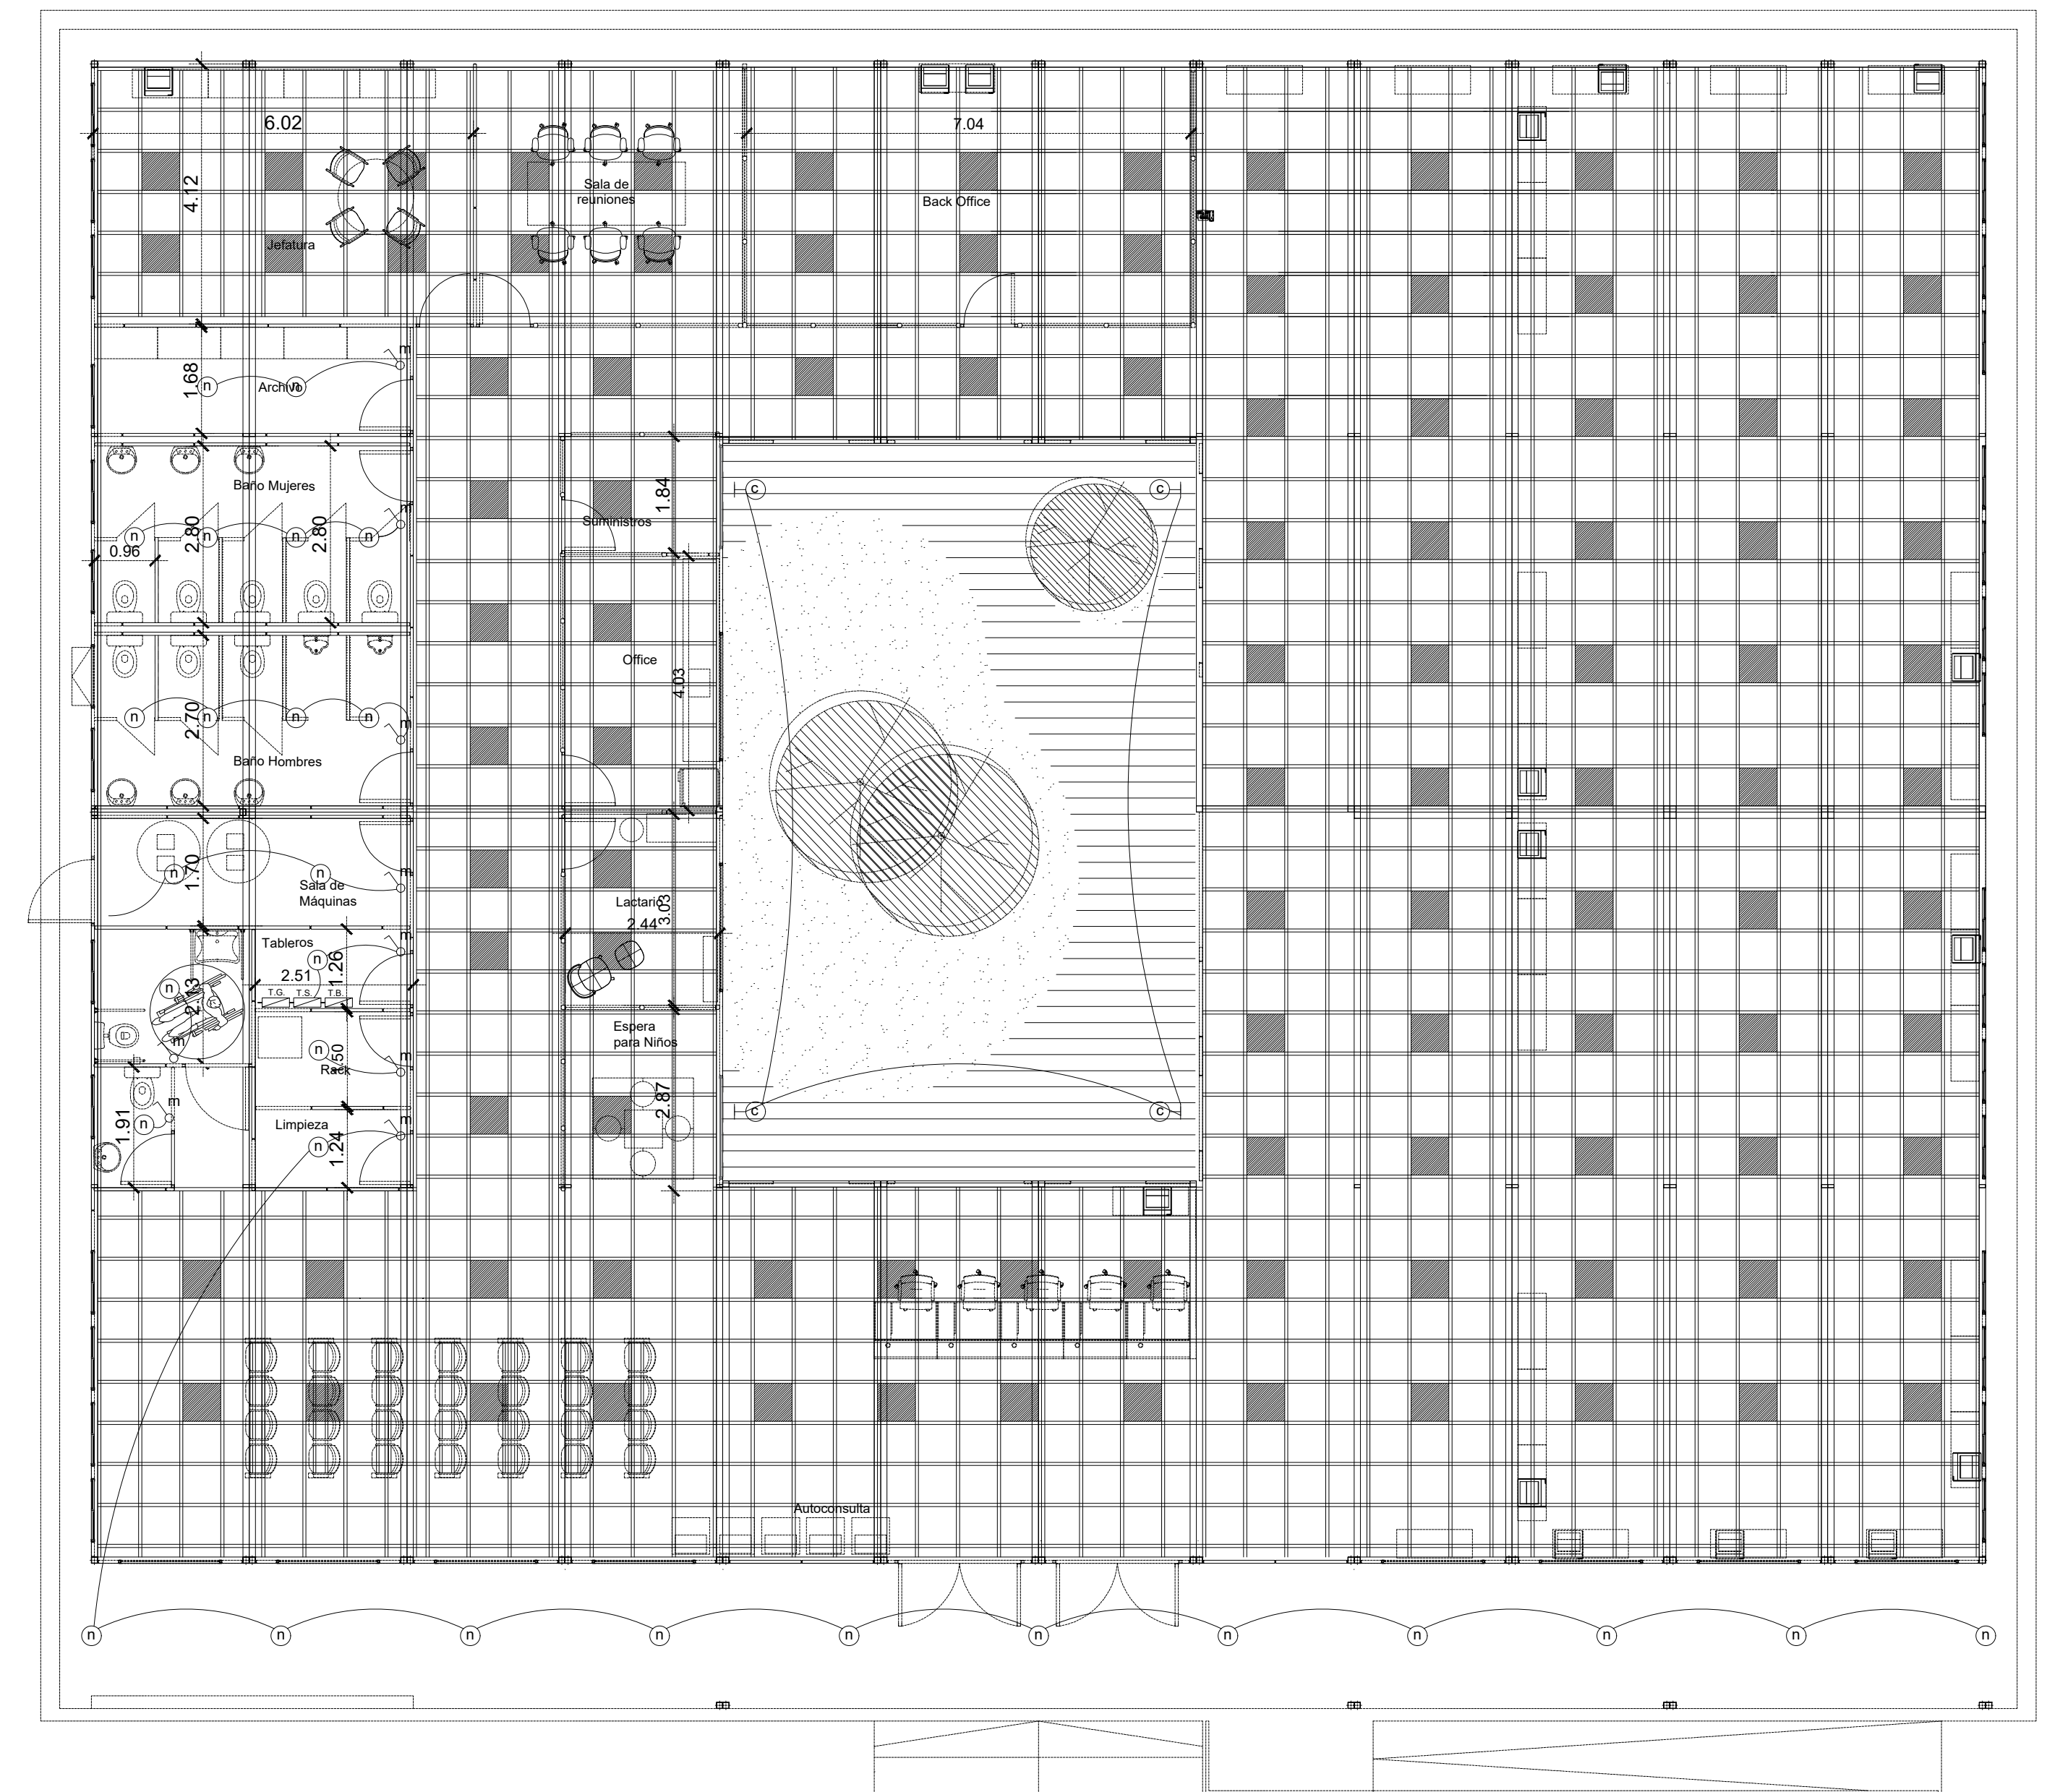 6.02
7.04
4.12
Sala de
reuniones
Back Office
Jefatura
m
1.68
n
Archivo
n
c
c
Baño Mujeres
1.84
m
Suministros
2.80
2.80
n
n
n
n
0.96
Office
4.03
2.70
n
n
n
n
m
Baño Hombres
1.70
n
n
m
Sala de
Máquinas
Lactario
3.03
2.44
Tableros
m
n
1.26
2.51
2.13
n
T.G.
T.S.
T.B.
Espera
para Niños
m
n
m
Rack
2.87
m
c
c
1.91
n
Limpieza
m
n
1.24
Autoconsulta
n
n
n
n
n
n
n
n
n
n
n